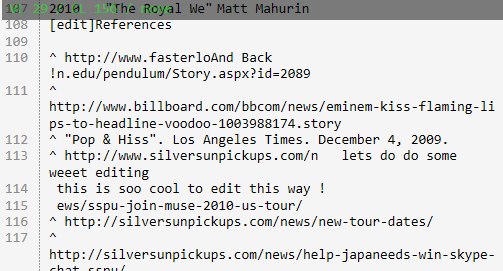 107 2010 "The Royal We" Matt Mahurin
108 [edit]References
109
110 ^ http://www.fasterloAnd Back
!n.edu/pendulum/Story.aspx?id=2089
111 ^
http://www.billboard.com/bbcom/news/eminem-kiss-flaming-li
ps-to-headline-voodoo-1003988174.story
112 ^ "Pop & Hiss". Los Angeles Times. December 4, 2009.
113 ^ http://www.silversunpickups.com/n lets do do some
weeet editing
114 this is soo cool to edit this way !
115 ews/sspu-join-muse-2010-us-tour/
116 ^ http://silversunpickups.com/news/new-tour-dates/
117 ^
http://silversunpickups.com/news/help-japaneeds-win-skype-
chat-sspu/